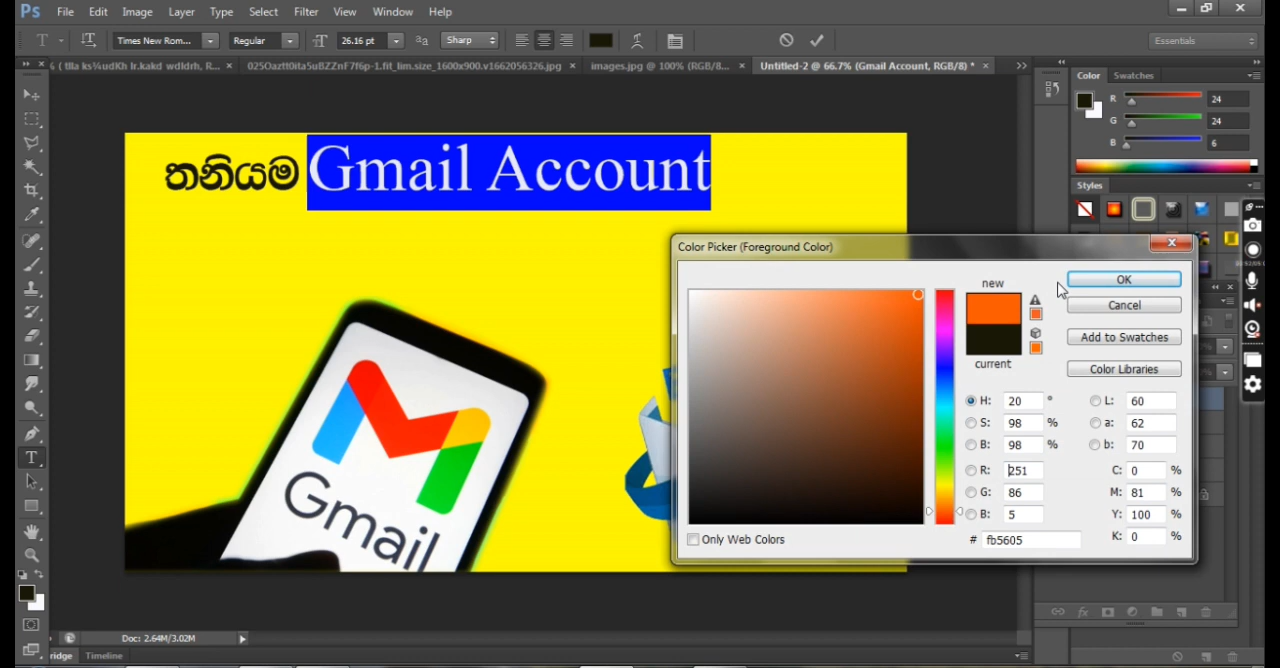 Ps File Edit Image Layer Type Select Filter View Window Help
T Times New Rom... Regular 26.16 pt Sharp Essentials
025Oaztt0ita5uBZZnF7f6p-1.fit_lim.size_1600x900.v1662056326.jpg × images.jpg @ 100% (RGB/8... × Untitled-2 @ 66.7% (Gmail Account, RGB/8) * ×
Color Swatches
R 24
G 24
B 6
Styles
තනියම Gmail Account
Gmail
Color Picker (Foreground Color)
new
current
OK
Cancel
Add to Swatches
Color Libraries
H: 20 ° L: 60
S: 98 % a: 62
B: 98 % b: 70
R: 251 C: 0 %
G: 86 M: 81 %
B: 5 Y: 100 %
# fb5605 K: 0 %
Only Web Colors
Doc: 2.64M/3.02M
Timeline